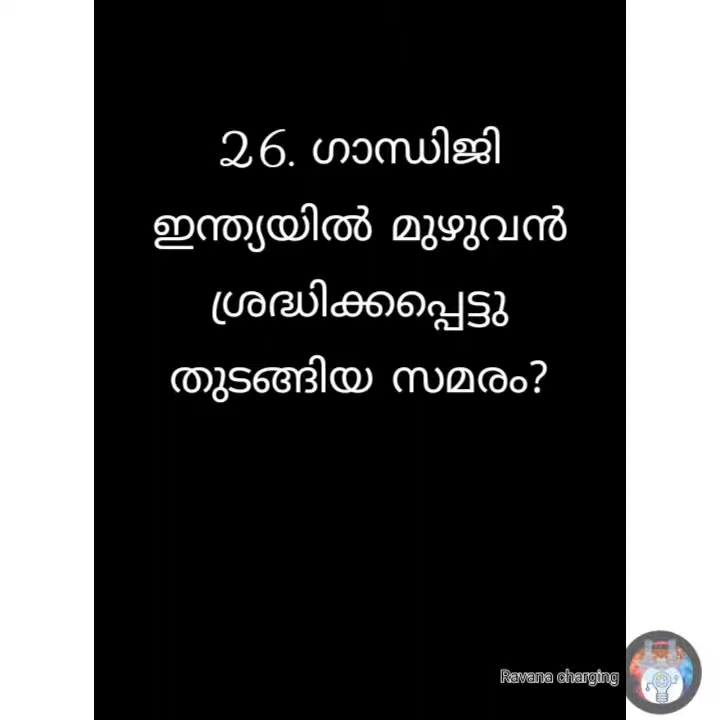 26. ഗാന്ധിജി
ഇന്ത്യയിൽ മുഴുവൻ
ശ്രദ്ധിക്കപ്പെട്ടു
തുടങ്ങിയ സമരം?
Ravana charging